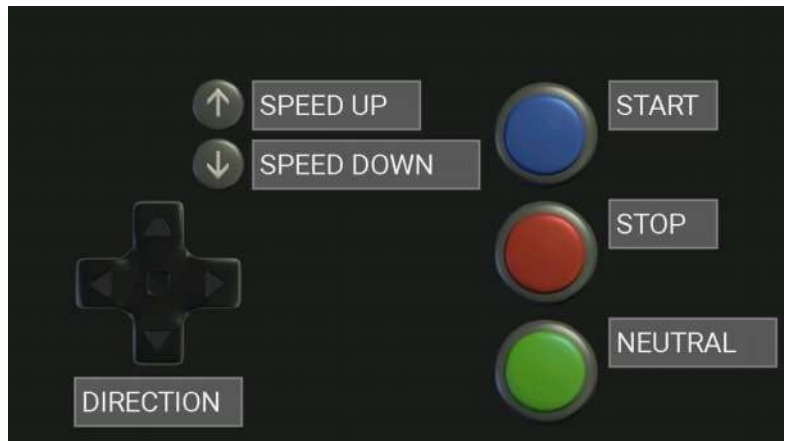 SPEED UP
START
SPEED DOWN
STOP
NEUTRAL
DIRECTION